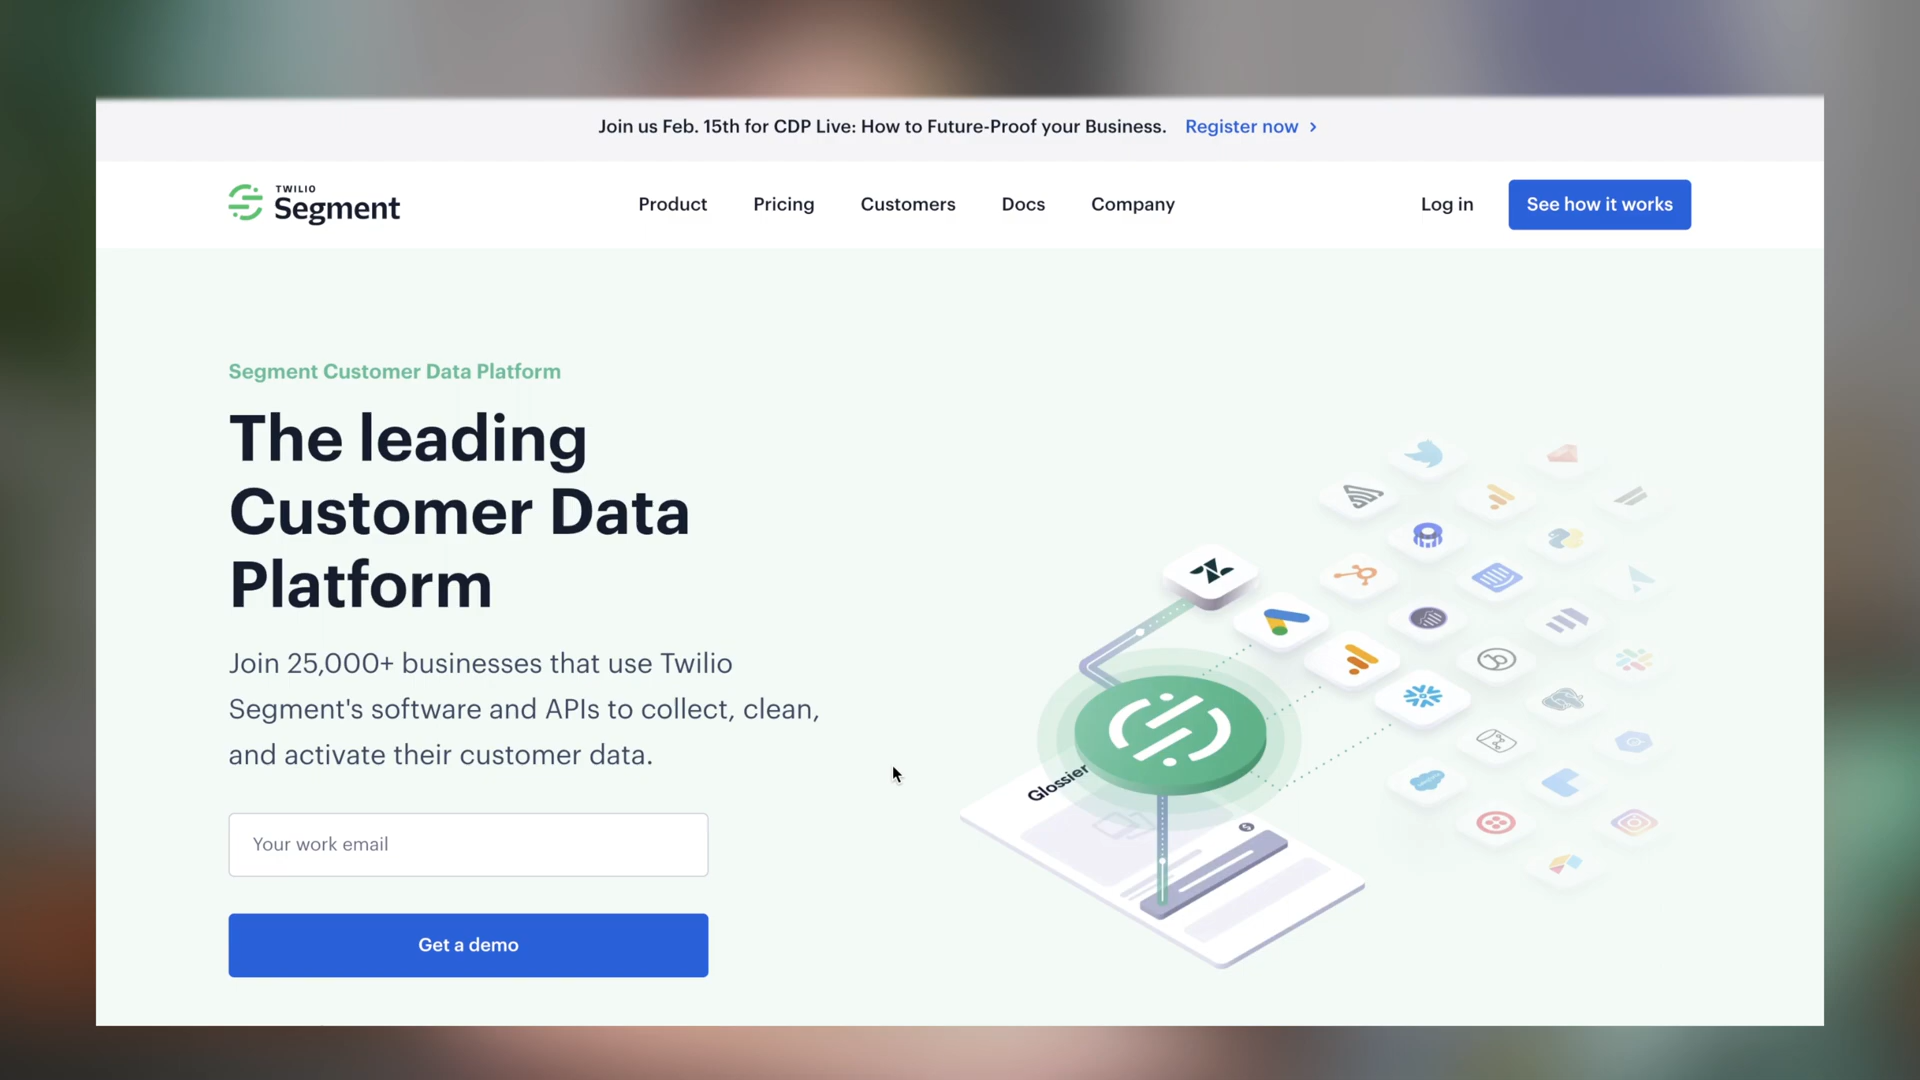 Join us Feb. 15th for CDP Live: How to Future-Proof your Business. Register now >
TWILIO
Segment
Product Pricing Customers Docs Company Log in See how it works
Segment Customer Data Platform
The leading
Customer Data
Platform
Join 25,000+ businesses that use Twilio
Segment's software and APIs to collect, clean,
and activate their customer data.
Glossier
Your work email
Get a demo